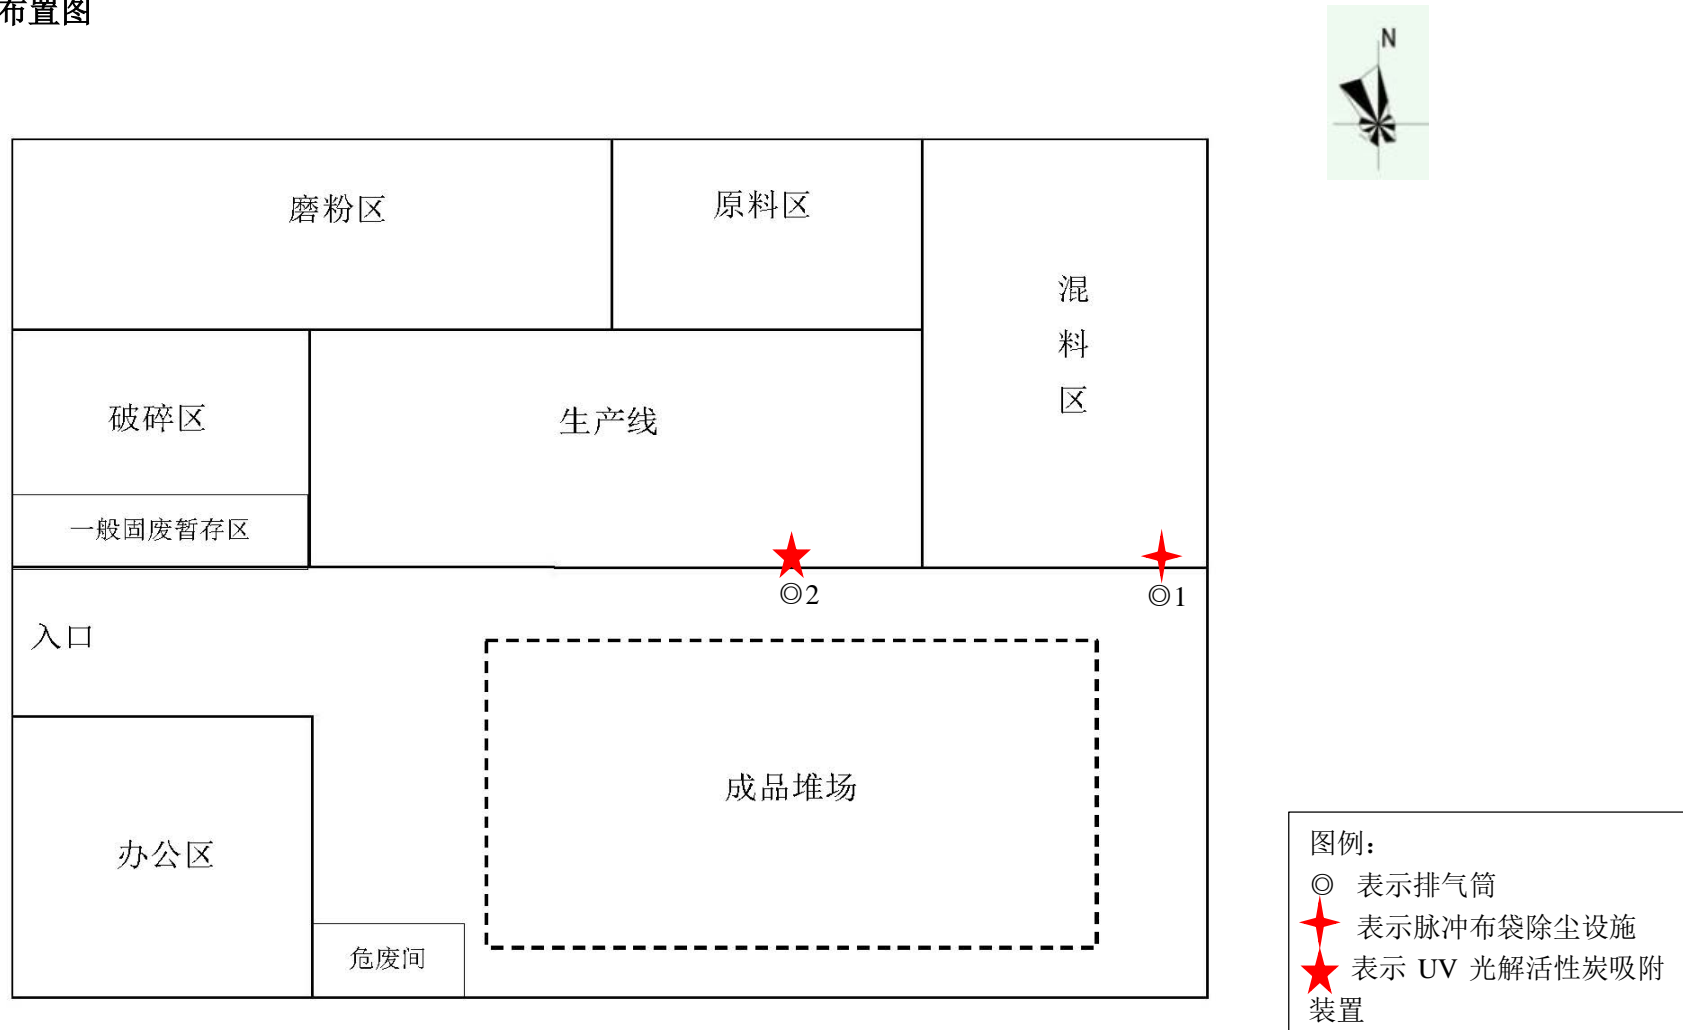 布置图
N
磨粉区
原料区
混
料
区
破碎区
生产线
一般固废暂存区
◎2
◎1
入口
成品堆场
办公区
危废间
图例：
◎ 表示排气筒
表示脉冲布袋除尘设施
表示 UV 光解活性炭吸附
装置